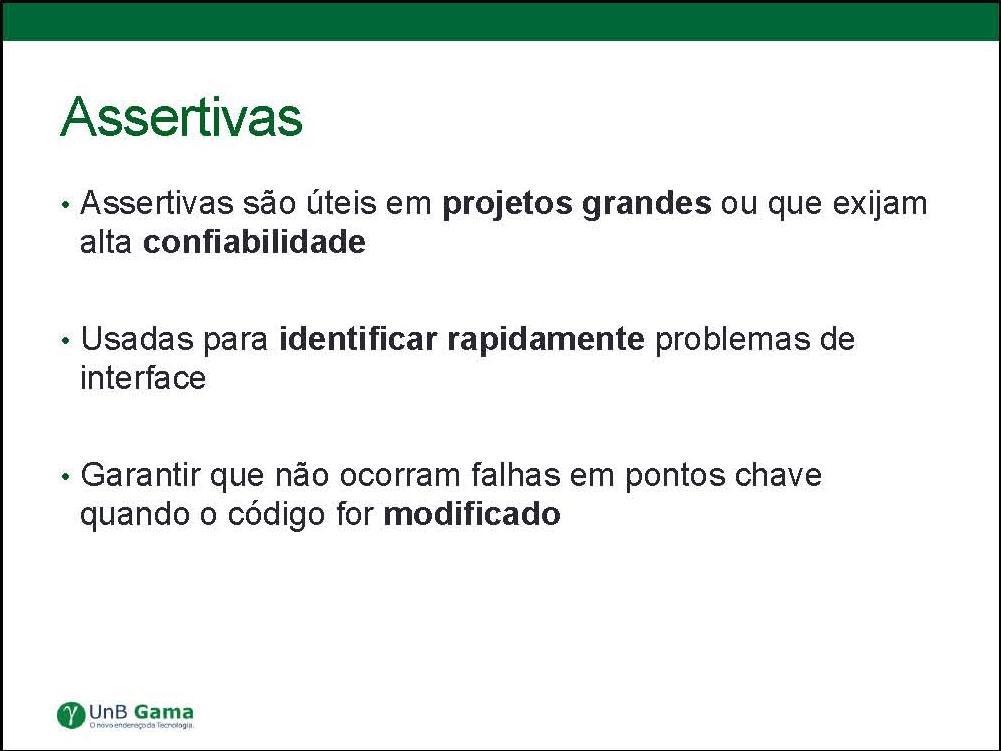 Assertivas
• Assertivas são úteis em projetos grandes ou que exijam
alta confiabilidade
• Usadas para identificar rapidamente problemas de
interface
• Garantir que não ocorram falhas em pontos chave
quando o código for modificado
γ UnB Gama
O novo endereço da Tecnologia.